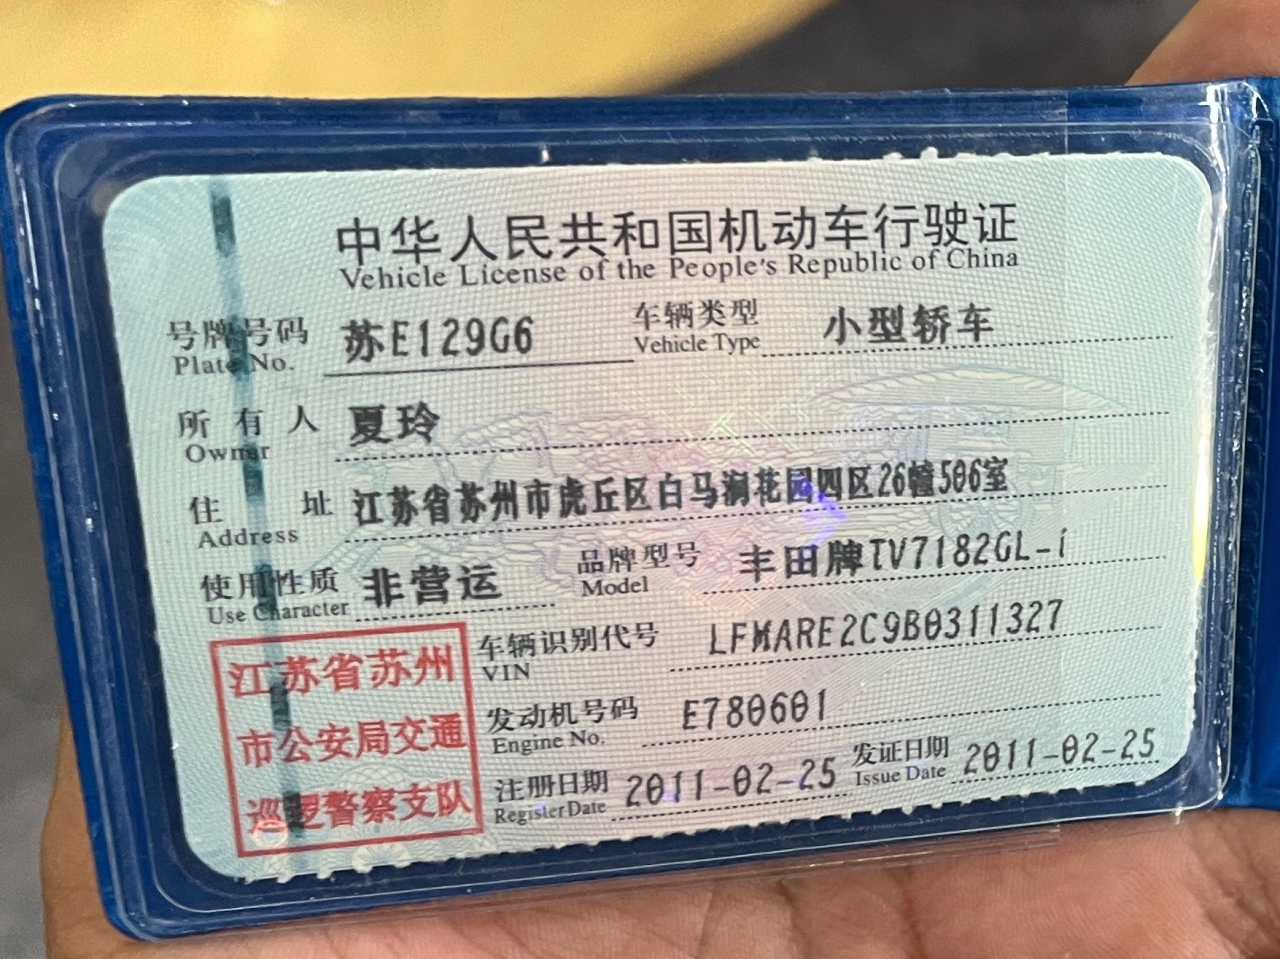 中华人民共和国机动车行驶证
Vehicle License of the People's Republic of China
号牌号码 苏E129G6 车辆类型 小型轿车
Plate No. Vehicle Type
所有人 夏玲
Owner
住址 江苏省苏州市虎丘区白马涧花园四区26幢506室
Address
使用性质 非营运 品牌型号 丰田牌TV7182GL-i
Use Character Model
车辆识别代号 LFMARE2C9B0311327
VIN
发动机号码 E780601
Engine No.
注册日期 2011-02-25 发证日期 2011-02-25
Register Date Issue Date
江苏省苏州
市公安局交通
巡逻警察支队